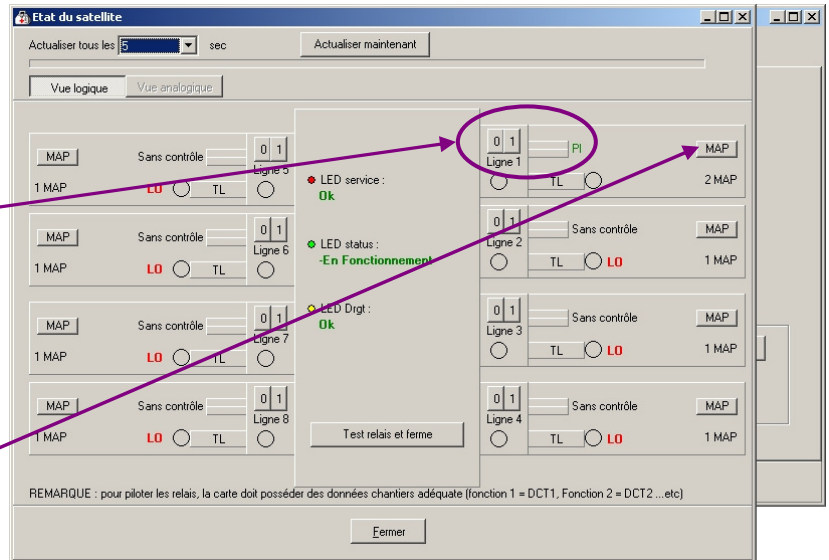 Etat du satellite
Actualiser tous les 5 sec
Actualiser maintenant
Vue logique
Vue analogique
MAP
Sans contrôle
0 1
Ligne 5
1 MAP
LO
TL
MAP
Sans contrôle
0 1
Ligne 6
1 MAP
LO
TL
MAP
Sans contrôle
0 1
Ligne 7
1 MAP
LO
TL
MAP
Sans contrôle
0 1
Ligne 8
1 MAP
LO
TL
LED service :
Ok
LED status :
-En Fonctionnement
LED Drgt :
Ok
Test relais et ferme
0 1
Ligne 1
PI
MAP
TL
2 MAP
0 1
Ligne 2
Sans contrôle
MAP
TL
LO
1 MAP
0 1
Ligne 3
Sans contrôle
MAP
TL
LO
1 MAP
0 1
Ligne 4
Sans contrôle
MAP
TL
LO
1 MAP
REMARQUE : pour piloter les relais, la carte doit posséder des données chantiers adéquate (fonction 1 = DCT1, Fonction 2 = DCT2 ...etc)
Fermer